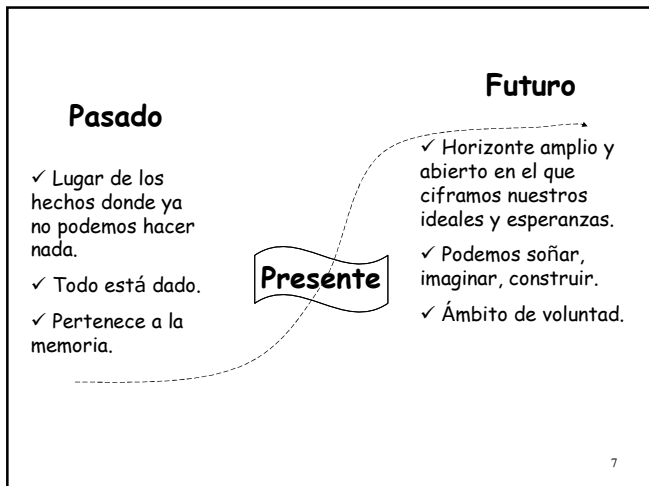 Pasado
✓ Lugar de los
hechos donde ya
no podemos hacer
nada.
✓ Todo está dado.
✓ Pertenece a la
memoria.
Presente
Futuro
✓ Horizonte amplio y
abierto en el que
ciframos nuestros
ideales y esperanzas.
✓ Podemos soñar,
imaginar, construir.
✓ Ámbito de voluntad.
7